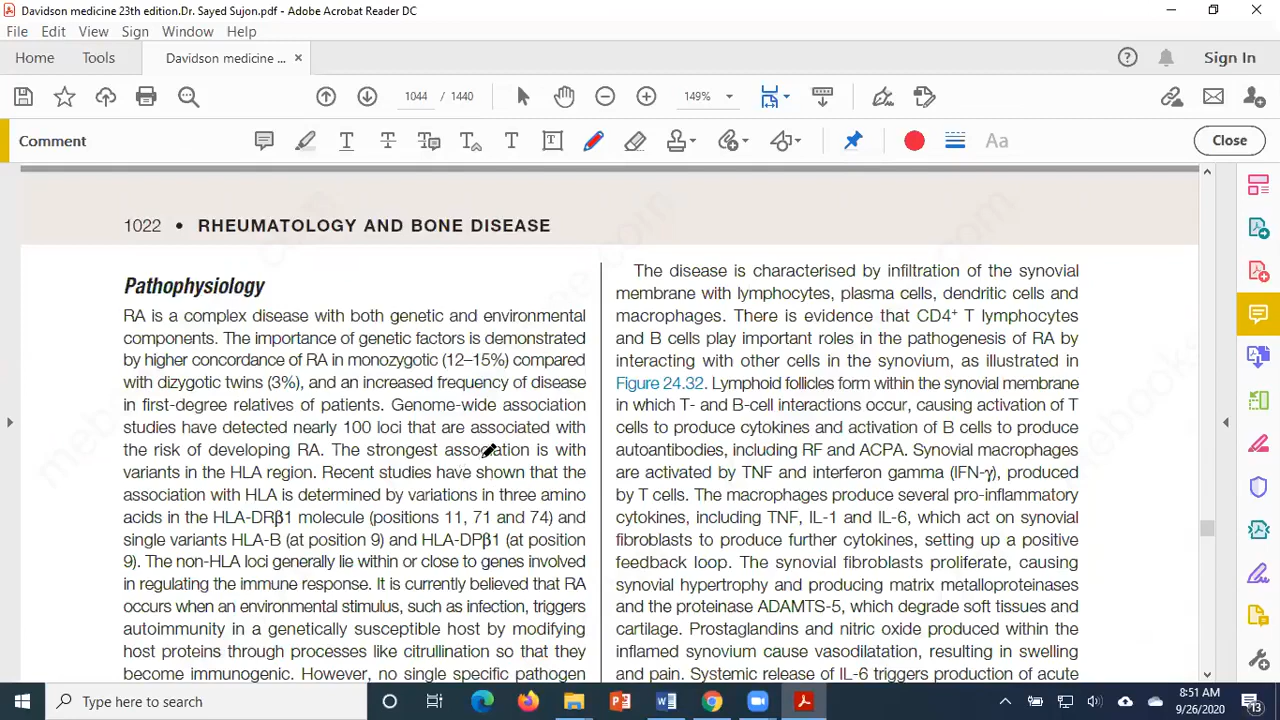 Davidson medicine 23th edition.Dr. Sayed Sujon.pdf - Adobe Acrobat Reader DC
File Edit View Sign Window Help
Home Tools Davidson medicine ... × Sign In
1044 / 1440 149%
Comment Close
1022 • RHEUMATOLOGY AND BONE DISEASE
Pathophysiology
RA is a complex disease with both genetic and environmental
components. The importance of genetic factors is demonstrated
by higher concordance of RA in monozygotic (12–15%) compared
with dizygotic twins (3%), and an increased frequency of disease
in first-degree relatives of patients. Genome-wide association
studies have detected nearly 100 loci that are associated with
the risk of developing RA. The strongest association is with
variants in the HLA region. Recent studies have shown that the
association with HLA is determined by variations in three amino
acids in the HLA-DRβ1 molecule (positions 11, 71 and 74) and
single variants HLA-B (at position 9) and HLA-DPβ1 (at position
9). The non-HLA loci generally lie within or close to genes involved
in regulating the immune response. It is currently believed that RA
occurs when an environmental stimulus, such as infection, triggers
autoimmunity in a genetically susceptible host by modifying
host proteins through processes like citrullination so that they
become immunogenic. However, no single specific pathogen
The disease is characterised by infiltration of the synovial
membrane with lymphocytes, plasma cells, dendritic cells and
macrophages. There is evidence that CD4⁺ T lymphocytes
and B cells play important roles in the pathogenesis of RA by
interacting with other cells in the synovium, as illustrated in
Figure 24.32. Lymphoid follicles form within the synovial membrane
in which T- and B-cell interactions occur, causing activation of T
cells to produce cytokines and activation of B cells to produce
autoantibodies, including RF and ACPA. Synovial macrophages
are activated by TNF and interferon gamma (IFN-γ), produced
by T cells. The macrophages produce several pro-inflammatory
cytokines, including TNF, IL-1 and IL-6, which act on synovial
fibroblasts to produce further cytokines, setting up a positive
feedback loop. The synovial fibroblasts proliferate, causing
synovial hypertrophy and producing matrix metalloproteinases
and the proteinase ADAMTS-5, which degrade soft tissues and
cartilage. Prostaglandins and nitric oxide produced within the
inflamed synovium cause vasodilatation, resulting in swelling
and pain. Systemic release of IL-6 triggers production of acute
Type here to search
8:51 AM
9/26/2020
13